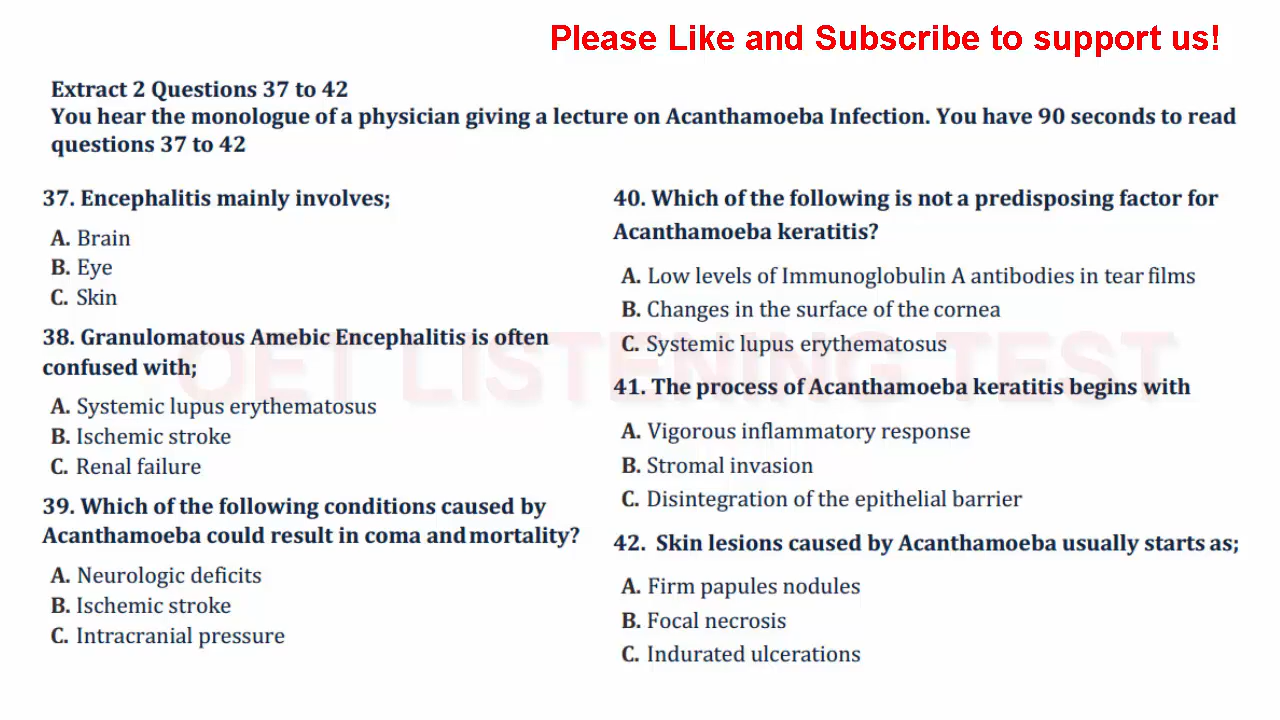 Please Like and Subscribe to support us!
Extract 2 Questions 37 to 42
You hear the monologue of a physician giving a lecture on Acanthamoeba Infection. You have 90 seconds to read
questions 37 to 42
37. Encephalitis mainly involves;
A. Brain
B. Eye
C. Skin
38. Granulomatous Amebic Encephalitis is often
confused with;
A. Systemic lupus erythematosus
B. Ischemic stroke
C. Renal failure
39. Which of the following conditions caused by
Acanthamoeba could result in coma and mortality?
A. Neurologic deficits
B. Ischemic stroke
C. Intracranial pressure
40. Which of the following is not a predisposing factor for
Acanthamoeba keratitis?
A. Low levels of Immunoglobulin A antibodies in tear films
B. Changes in the surface of the cornea
C. Systemic lupus erythematosus
41. The process of Acanthamoeba keratitis begins with
A. Vigorous inflammatory response
B. Stromal invasion
C. Disintegration of the epithelial barrier
42. Skin lesions caused by Acanthamoeba usually starts as;
A. Firm papules nodules
B. Focal necrosis
C. Indurated ulcerations
OET LISTENING TEST